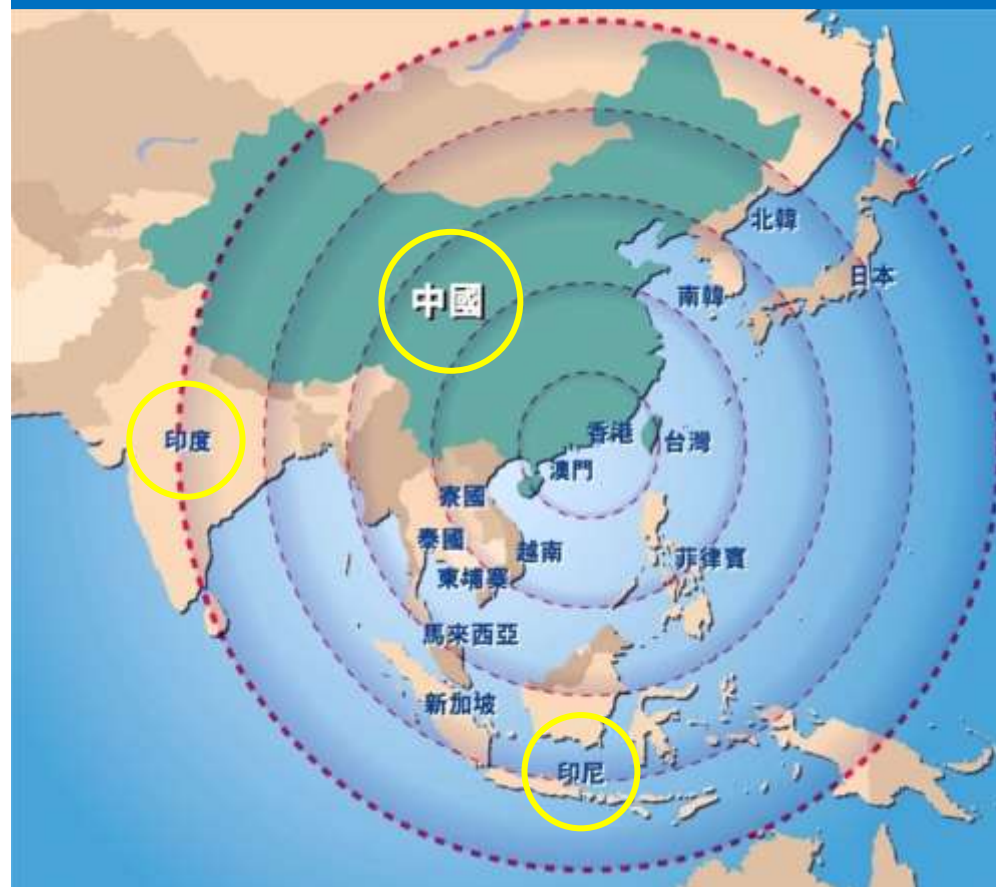 北韓
日本
南韓
中國
香港
台灣
印度
澳門
寮國
泰國
越南
菲律賓
柬埔寨
馬來西亞
新加坡
印尼